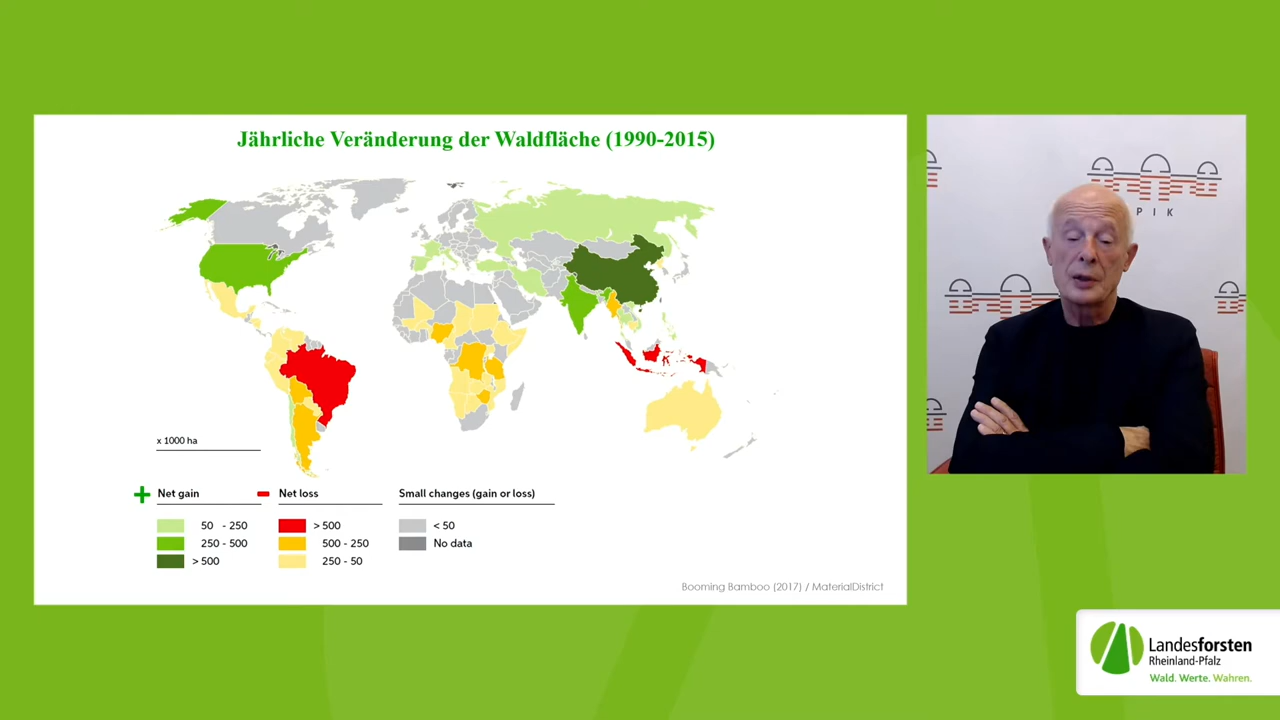 Jährliche Veränderung der Waldfläche (1990-2015)
x 1000 ha
Net gain
50 - 250
250 - 500
> 500
Net loss
> 500
500 - 250
250 - 50
Small changes (gain or loss)
< 50
No data
Booming Bamboo (2017) / MaterialDistrict
PIK
Landesforsten
Rheinland-Pfalz
Wald. Werte. Wahren.